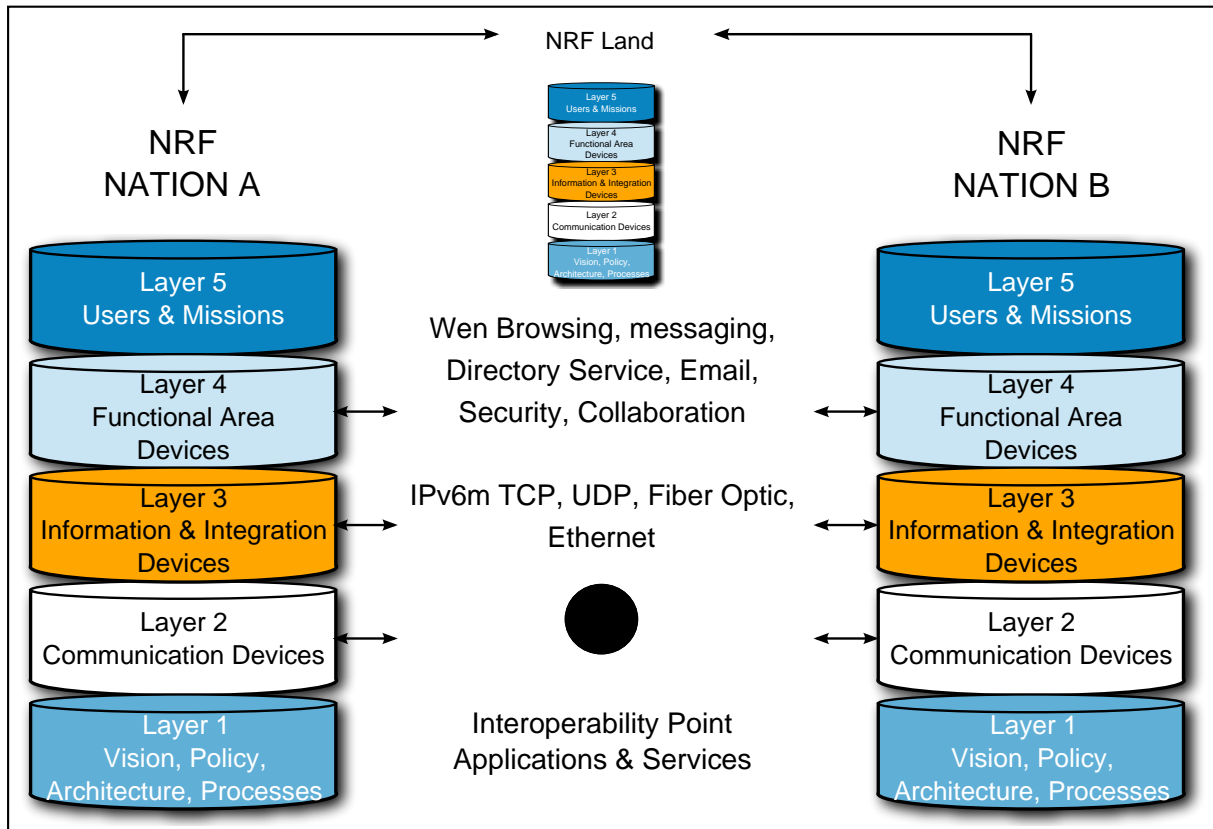 NRF Land
Layer 5
Users & Missions
Layer 4
Functional Area
Devices
Layer 3
Information & Integration
Devices
Layer 2
Communication Devices
Layer 1
Vision, Policy,
Architecture, Processes
NRF
NATION A
Layer 5
Users & Missions
Layer 4
Functional Area
Devices
Layer 3
Information & Integration
Devices
Layer 2
Communication Devices
Layer 1
Vision, Policy,
Architecture, Processes
Wen Browsing, messaging,
Directory Service, Email,
Security, Collaboration
IPv6m TCP, UDP, Fiber Optic,
Ethernet
Interoperability Point
Applications & Services
NRF
NATION B
Layer 5
Users & Missions
Layer 4
Functional Area
Devices
Layer 3
Information & Integration
Devices
Layer 2
Communication Devices
Layer 1
Vision, Policy,
Architecture, Processes